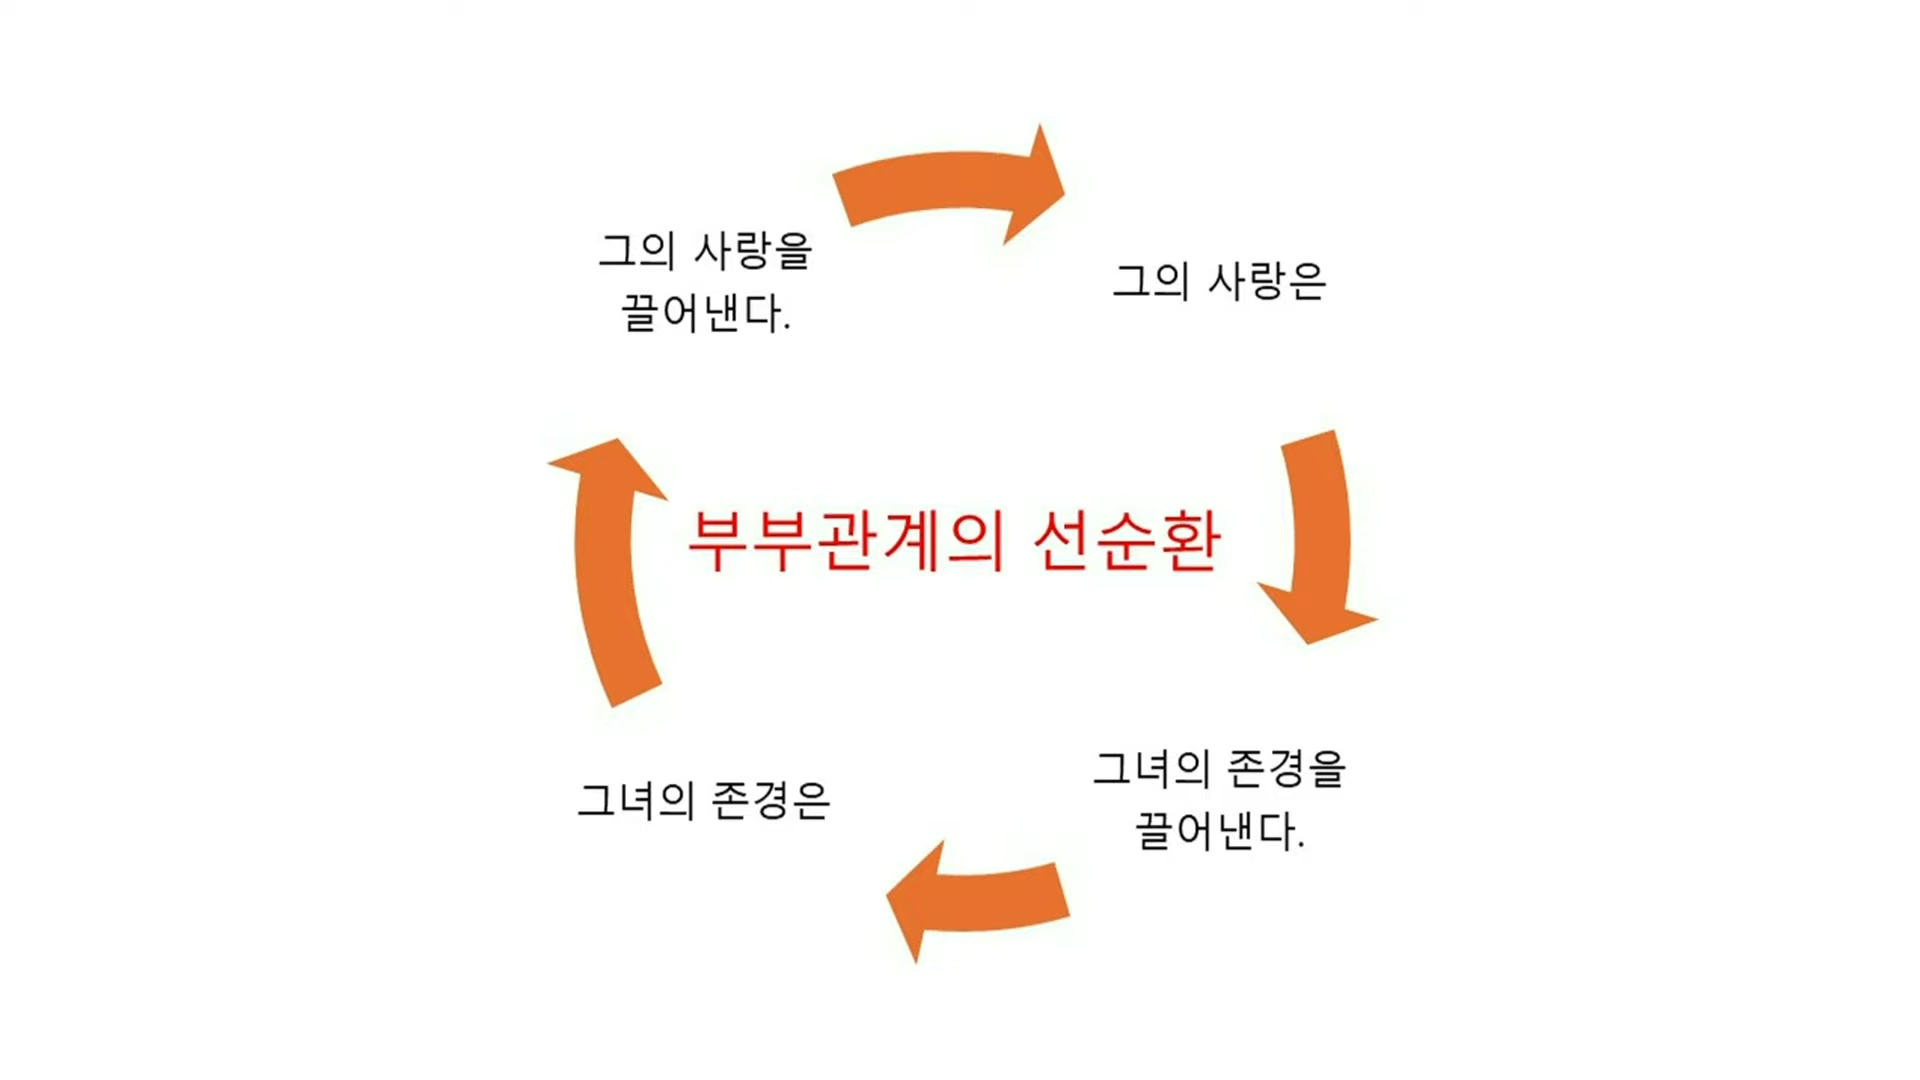 그의 사랑을
끌어낸다.
그의 사랑은
부부관계의 선순환
그녀의 존경은
그녀의 존경을
끌어낸다.